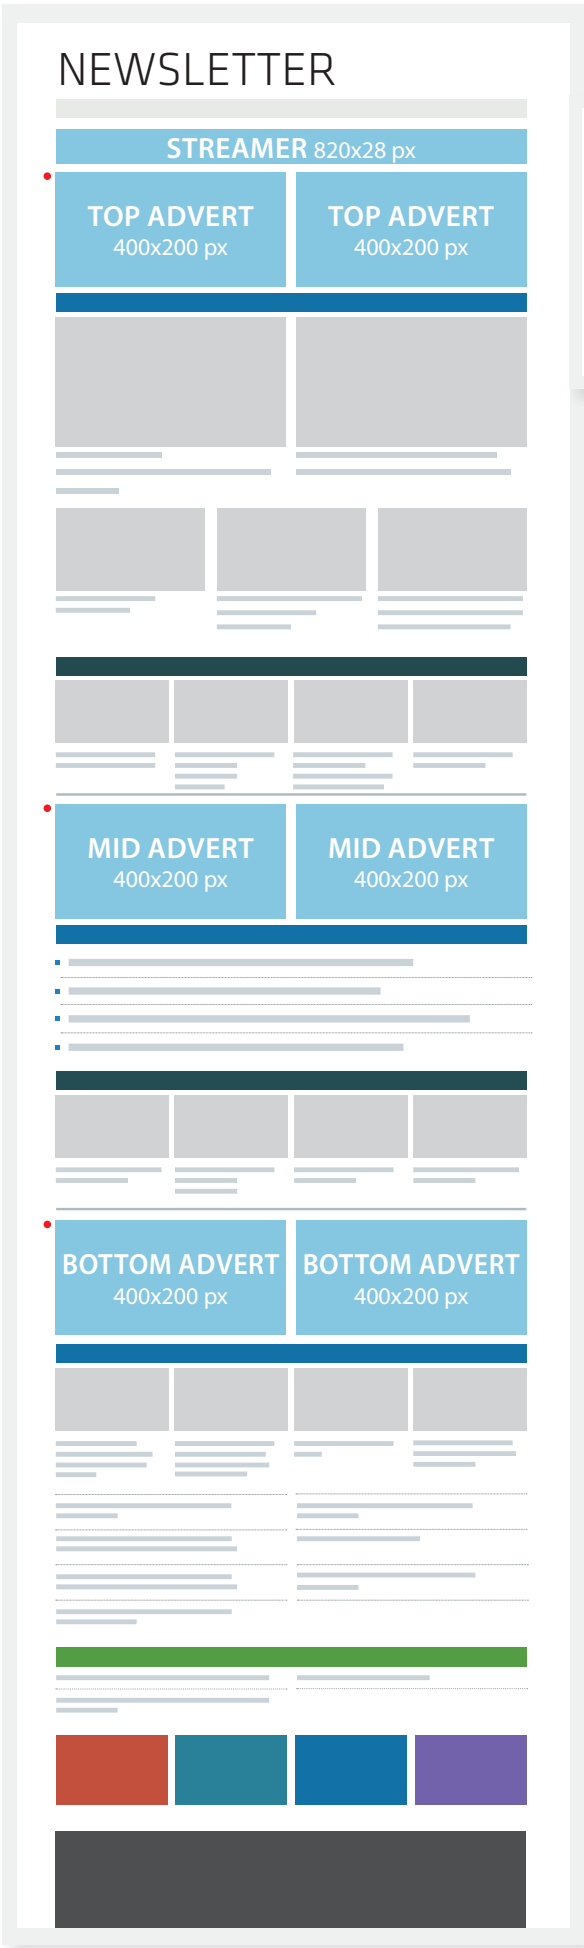 NEWSLETTER
STREAMER 820x28 px
TOP ADVERT
400x200 px
TOP ADVERT
400x200 px
MID ADVERT
400x200 px
MID ADVERT
400x200 px
BOTTOM ADVERT
400x200 px
BOTTOM ADVERT
400x200 px